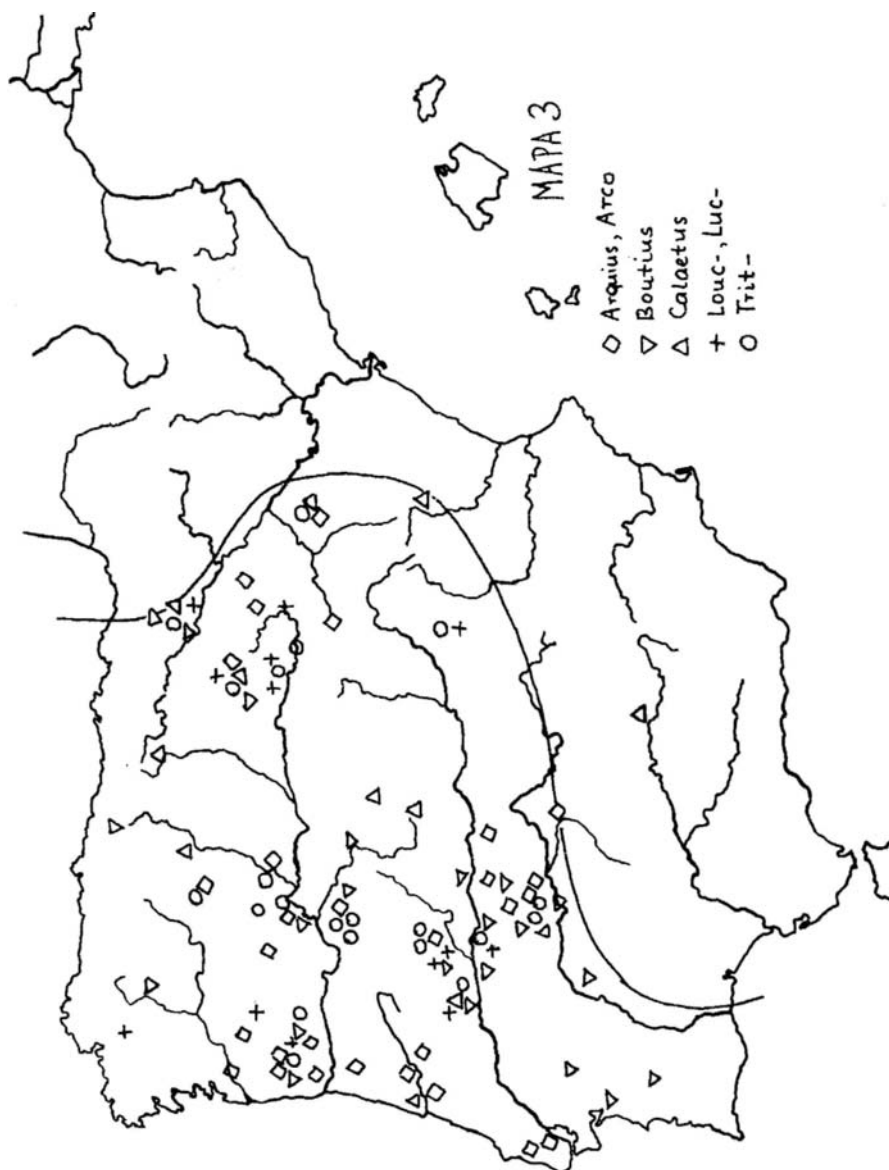 MAPA 3
◇ Arquius, Arco
▽ Boutius
△ Calaetus
+ Louc-, Luc-
○ Trit-